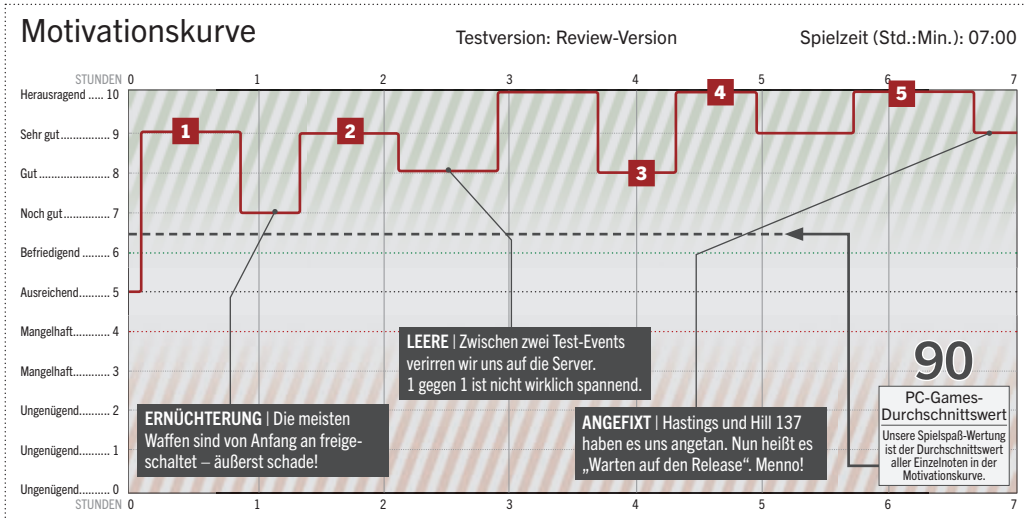 Motivationskurve
Testversion: Review-Version
Spielzeit (Std.:Min.): 07:00
STUNDEN 0 1 2 3 4 5 6 7
Herausragend ..... 10
Sehr gut ............... 9
Gut ....................... 8
Noch gut .............. 7
Befriedigend ......... 6
Ausreichend ......... 5
Mangelhaft ........... 4
Mangelhaft ........... 3
Ungenügend ......... 2
Ungenügend ......... 1
Ungenügend ......... 0
1
2
3
4
5
LEERE | Zwischen zwei Test-Events
verirren wir uns auf die Server.
1 gegen 1 ist nicht wirklich spannend.
ERNÜCHTERUNG | Die meisten
Waffen sind von Anfang an freige-
schaltet – äußerst schade!
ANGEFIXT | Hastings und Hill 137
haben es uns angetan. Nun heißt es
„Warten auf den Release“. Menno!
90
PC-Games-
Durchschnittswert
Unsere Spielspaß-Wertung
ist der Durchschnittswert
aller Einzelnoten in der
Motivationskurve.
STUNDEN 0 1 2 3 4 5 6 7